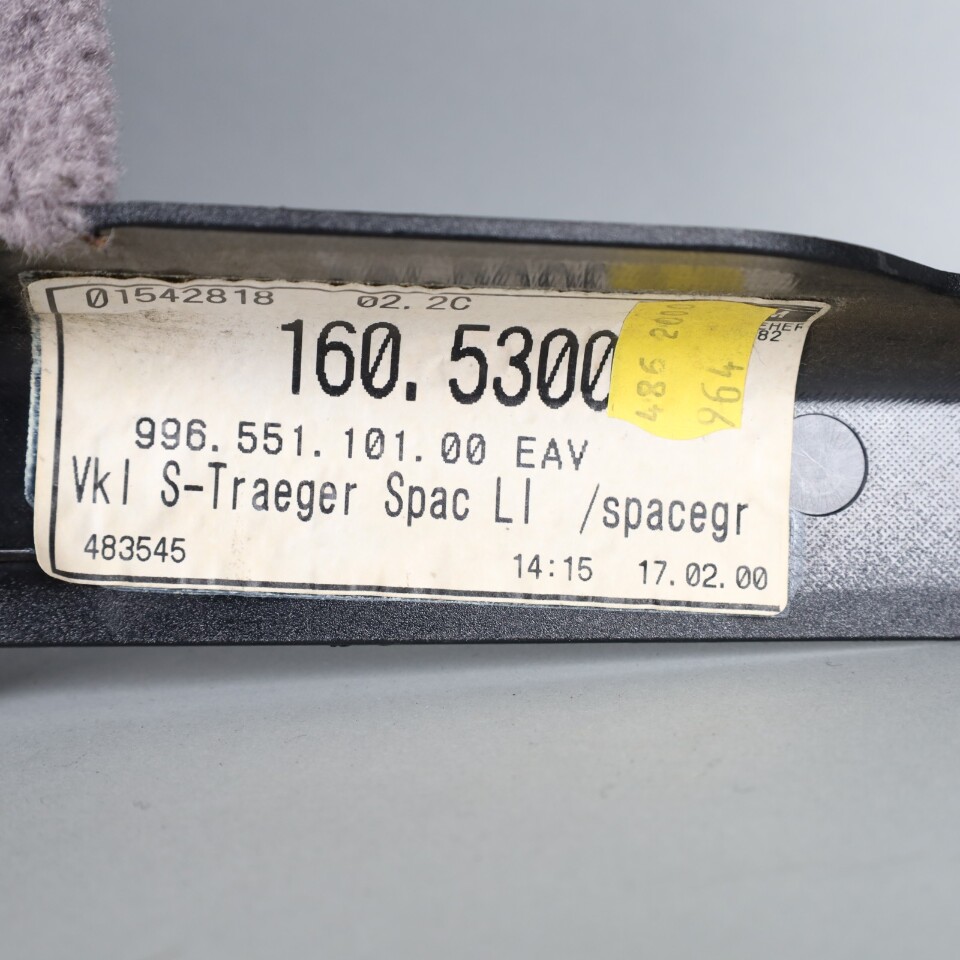 01542818 02.2C
160.5300
996.551.101.00 EAV
Vkl S-Traeger Spac LI /spacegr
483545 14:15 17.02.00
486 200
964
82